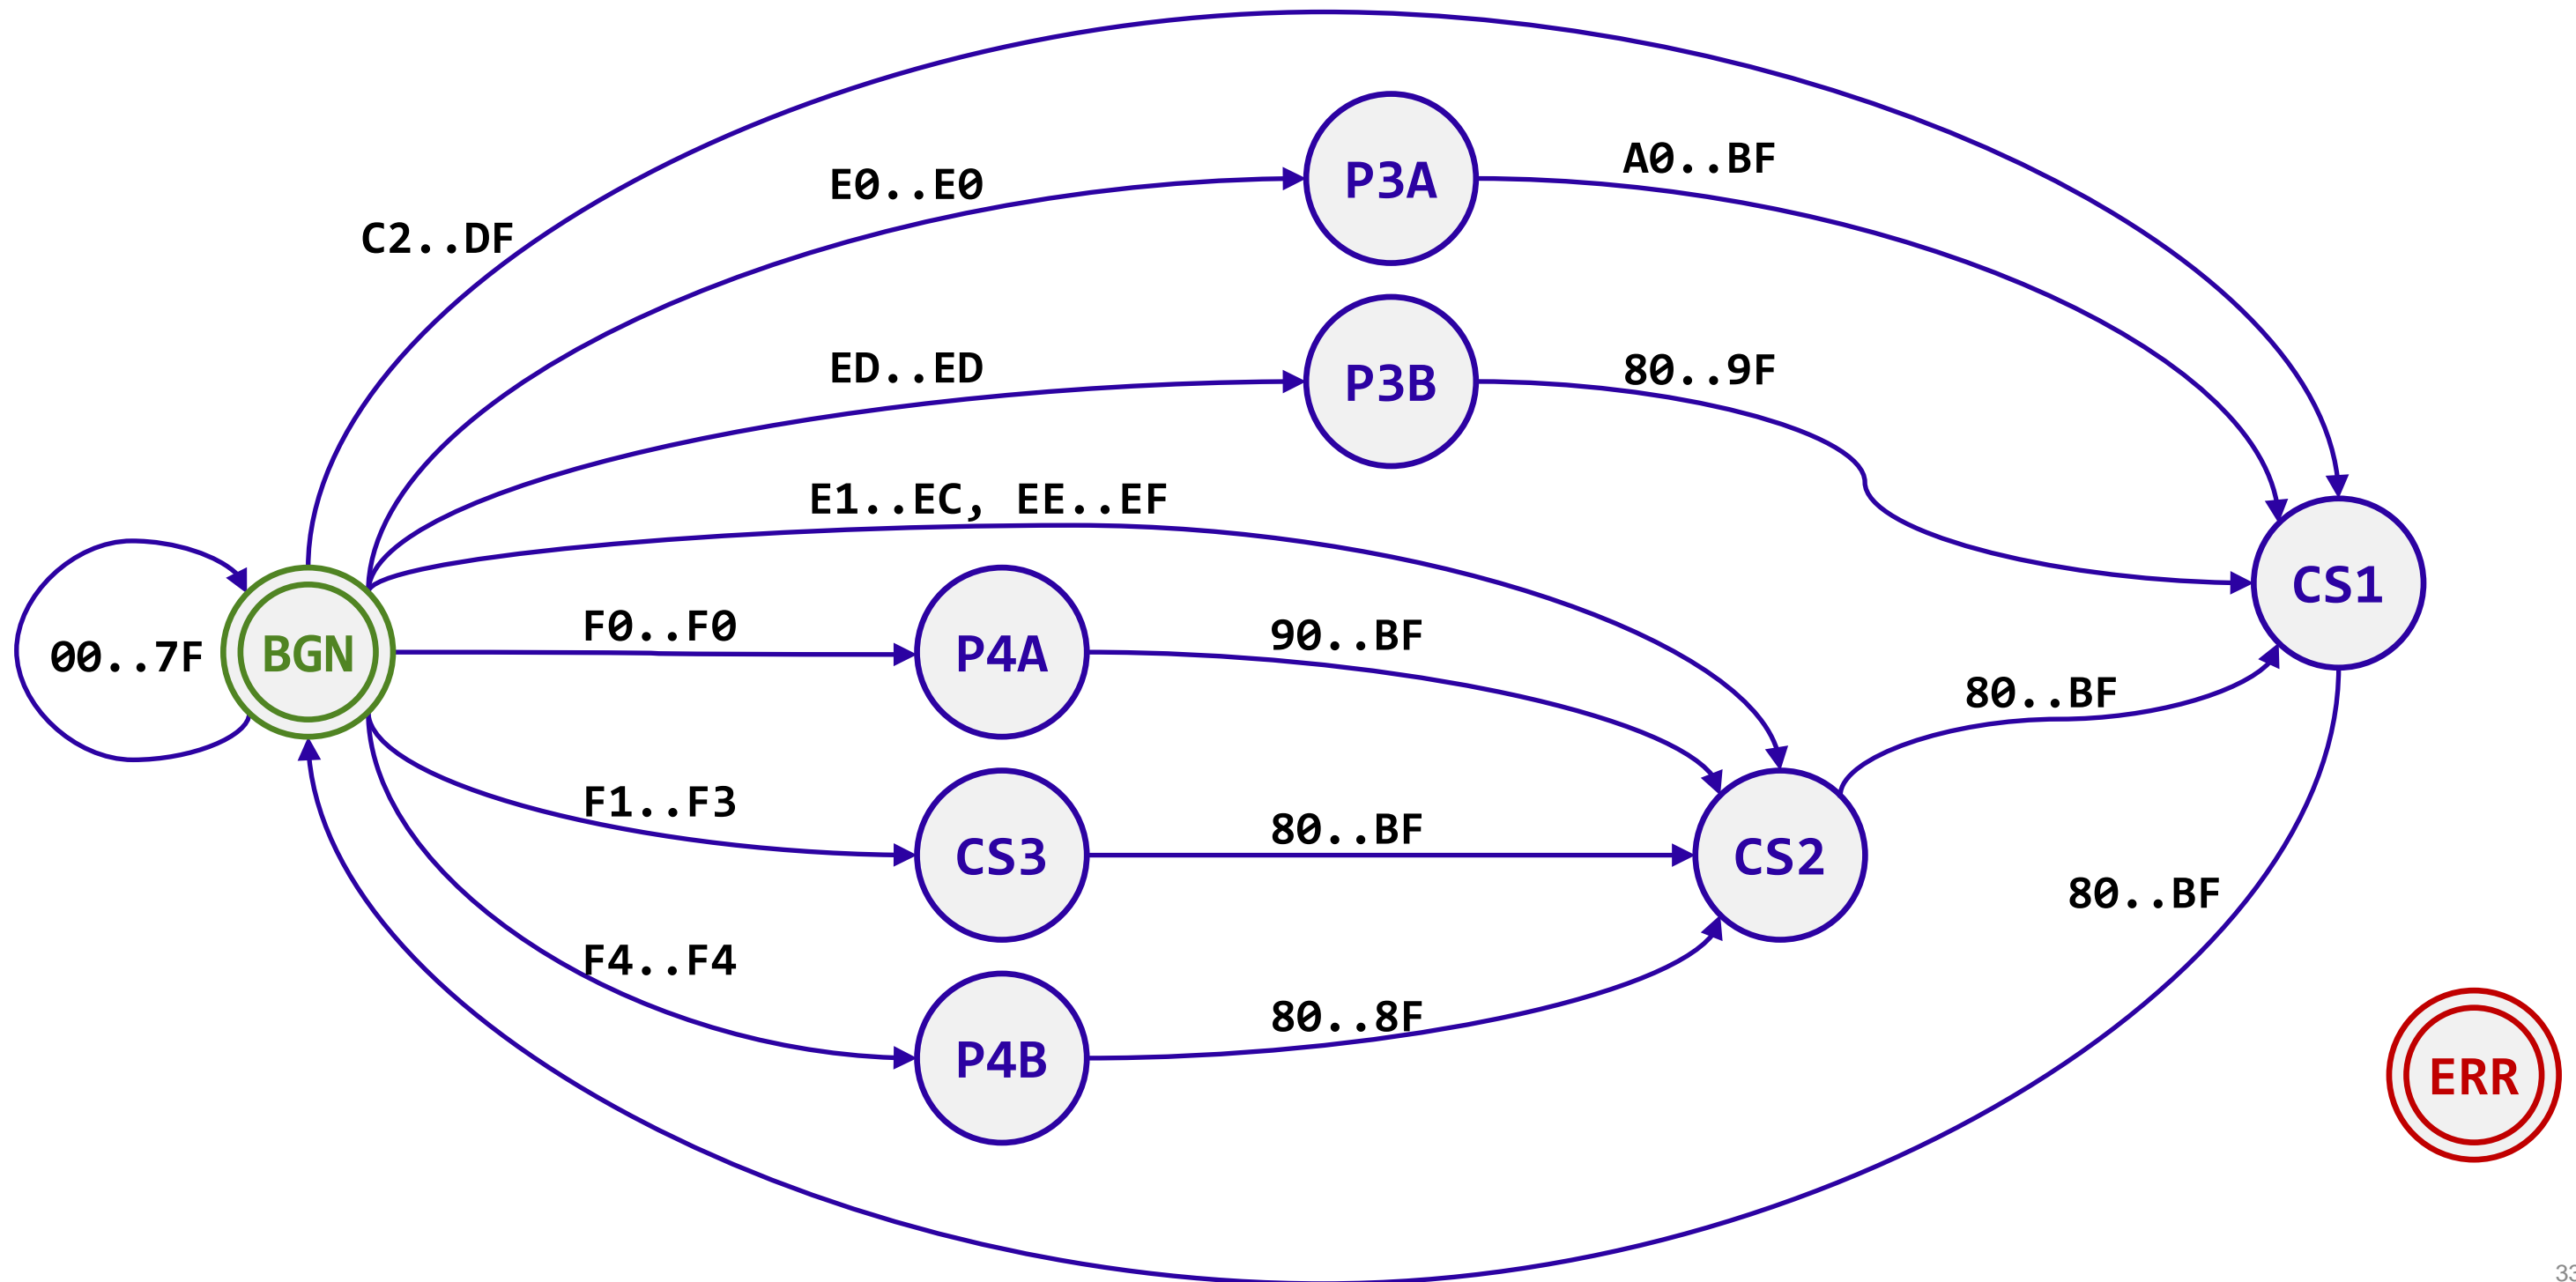 P3A
A0..BF
E0..E0
C2..DF
P3B
80..9F
ED..ED
E1..EC, EE..EF
CS1
00..7F
BGN
F0..F0
P4A
90..BF
80..BF
F1..F3
CS3
80..BF
CS2
80..BF
F4..F4
P4B
80..8F
ERR
33